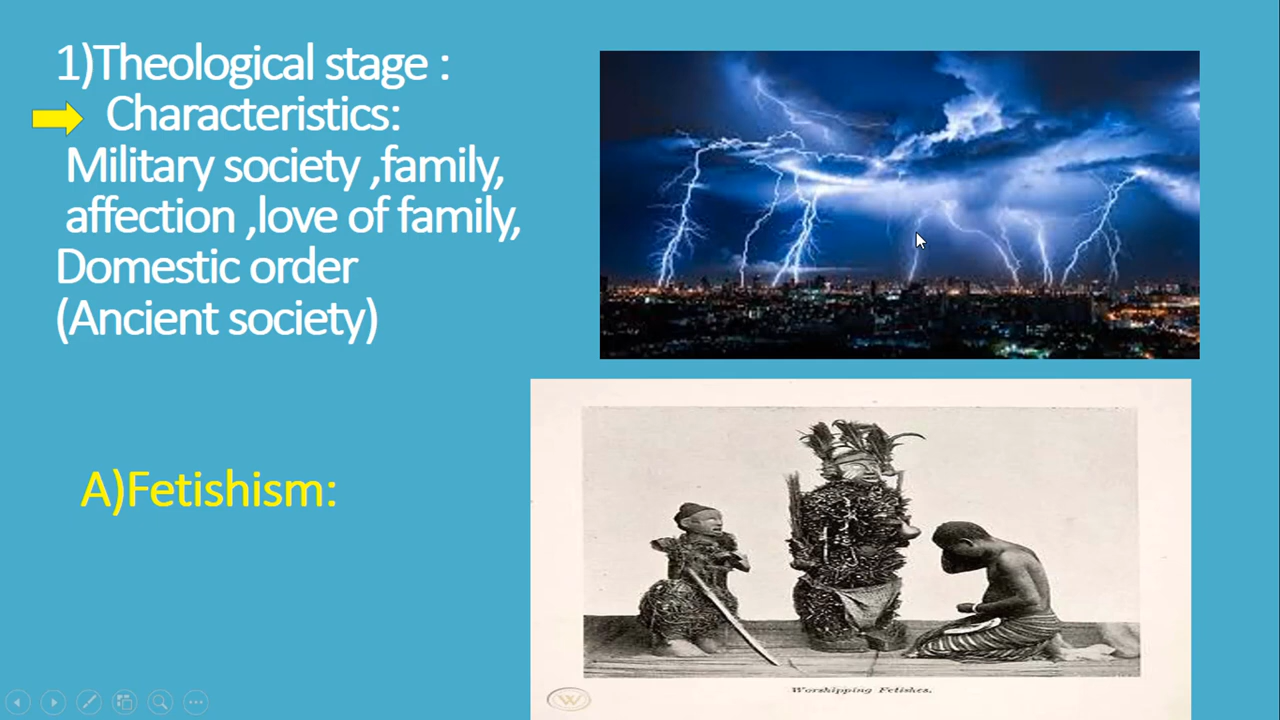 1)Theological stage :
Characteristics:
Military society ,family,
affection ,love of family,
Domestic order
(Ancient society)
A)Fetishism:
Worshipping Fetishes.
W